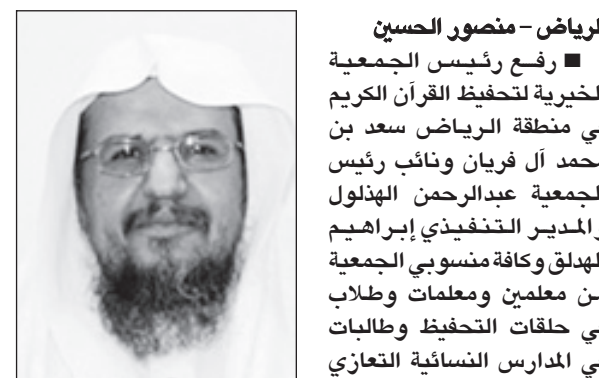 لرياض – منصور الحسين
■ رفع رئيس الجمعية
لخيرية لتحفيظ القرآن الكريم
ي منطقة الرياض سعد بن
محمد آل فريان ونائب رئيس
لجمعية عبدالرحمن الهذلول
المدير التنفيذي إبراهيم
لهدلق وكافة منسوبي الجمعية
ن معلمين ومعلمات وطلاب
ي حلقات التحفيظ وطالبات
ي المدارس النسائية التعازي